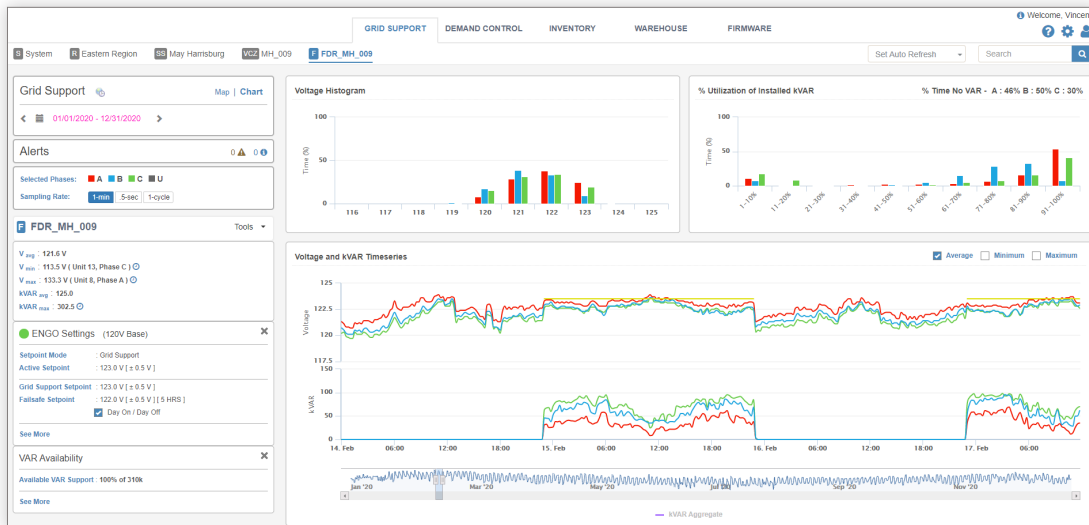 Welcome, Vincen
GRID SUPPORT DEMAND CONTROL INVENTORY WAREHOUSE FIRMWARE
S System R Eastern Region SS May Harrisburg VCZ MH_009 F FDR_MH_009
Set Auto Refresh Search
Grid Support Map | Chart
01/01/2020 - 12/31/2020
Alerts 0 0
Selected Phases: A B C U
Sampling Rate: 1-min .5-sec 1-cycle
F FDR_MH_009 Tools
V avg : 121.6 V
V min : 113.5 V ( Unit 13, Phase C )
V max : 133.3 V ( Unit 8, Phase A )
kVAR avg : 125.0
kVAR max : 302.5
ENGO Settings (120V Base)
Setpoint Mode : Grid Support
Active Setpoint : 123.0 V [ ± 0.5 V ]
Grid Support Setpoint : 123.0 V [ ± 0.5 V ]
Failsafe Setpoint : 122.0 V [ ± 0.5 V ] [ 5 HRS ]
Day On / Day Off
See More
VAR Availability
Available VAR Support : 100% of 310k
See More
Voltage Histogram
Time (%)
100
50
0
116 117 118 119 120 121 122 123 124 125
% Utilization of Installed kVAR % Time No VAR - A : 46% B : 50% C : 30%
Time (%)
100
50
0
1-10% 11-20% 21-30% 31-40% 41-50% 51-60% 61-70% 71-80% 81-90% 91-100%
Voltage and kVAR Timeseries Average Minimum Maximum
Voltage
125
122.5
120
117.5
kVAR
150
100
50
0
14. Feb 06:00 12:00 18:00 15. Feb 06:00 12:00 18:00 16. Feb 06:00 12:00 18:00 17. Feb 06:00
Jan '20 Mar '20 May '20 Jul '20 Sep '20 Nov '20
kVAR Aggregate